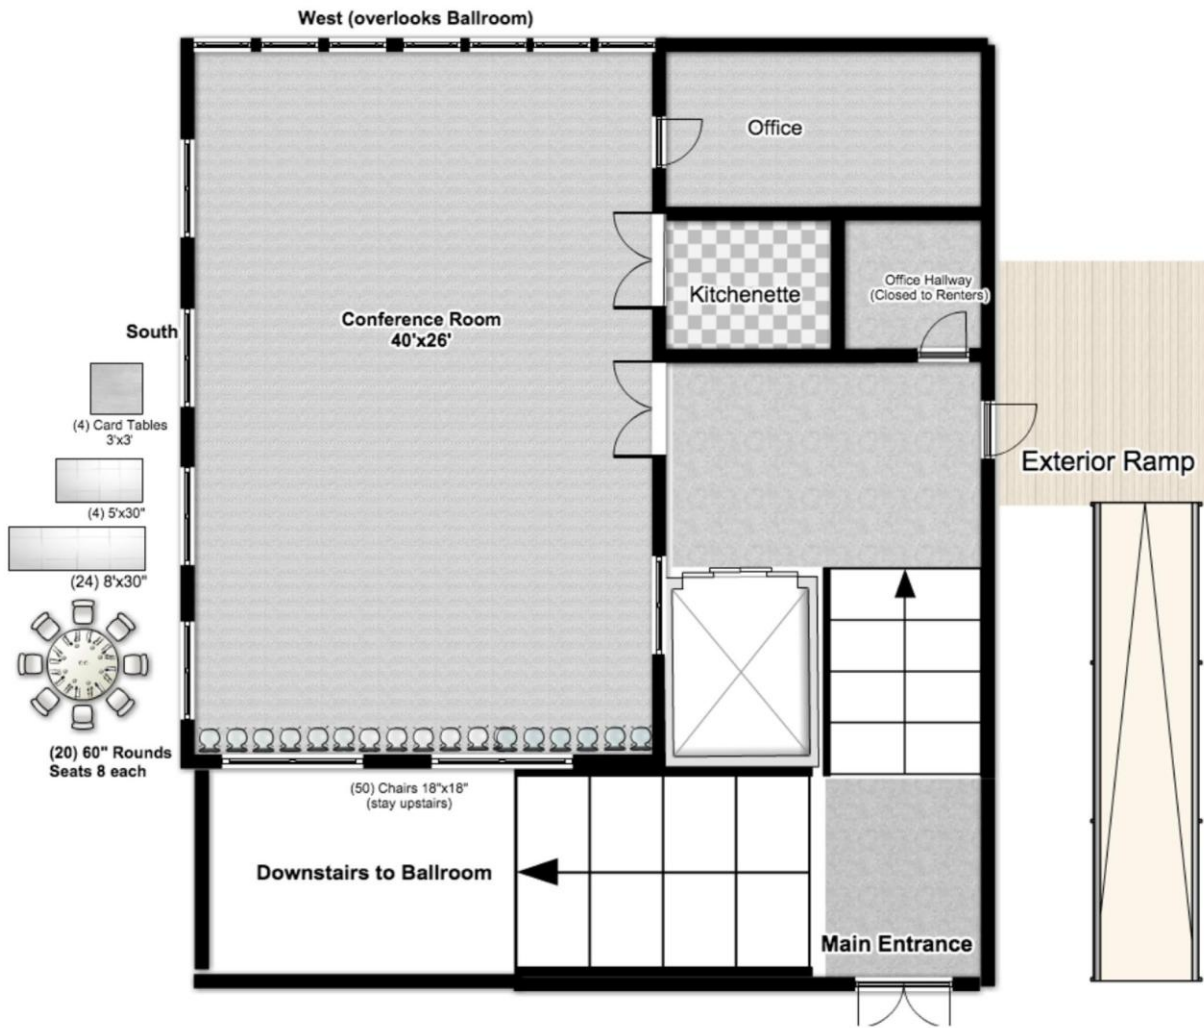 West (overlooks Ballroom)
Office
Office Hallway
(Closed to Renters)
Kitchenette
Conference Room
40'x26'
South
(4) Card Tables
3'x3'
Exterior Ramp
(4) 5'x30"
(24) 8'x30"
(20) 60" Rounds
Seats 8 each
(50) Chairs 18"x18"
(stay upstairs)
Downstairs to Ballroom
Main Entrance